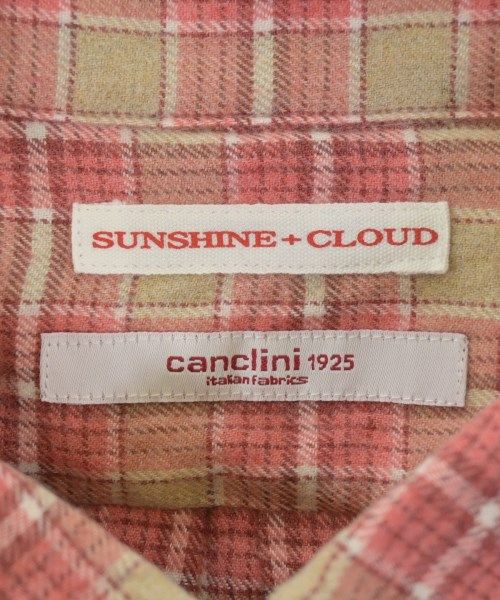 SUNSHINE + CLOUD
canclini 1925
italian fabrics